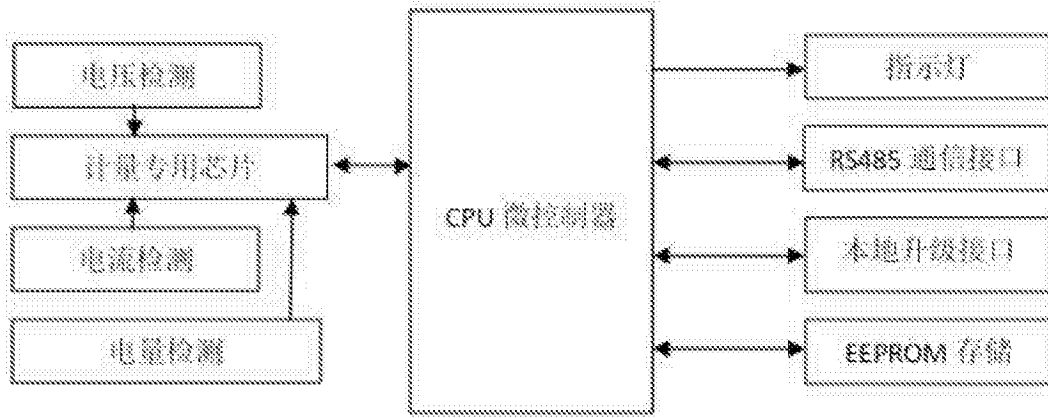 电压检测
计量专用芯片
电流检测
电量检测
CPU 微控制器
指示灯
RS485 通信接口
本地升级接口
EEPROM 存储